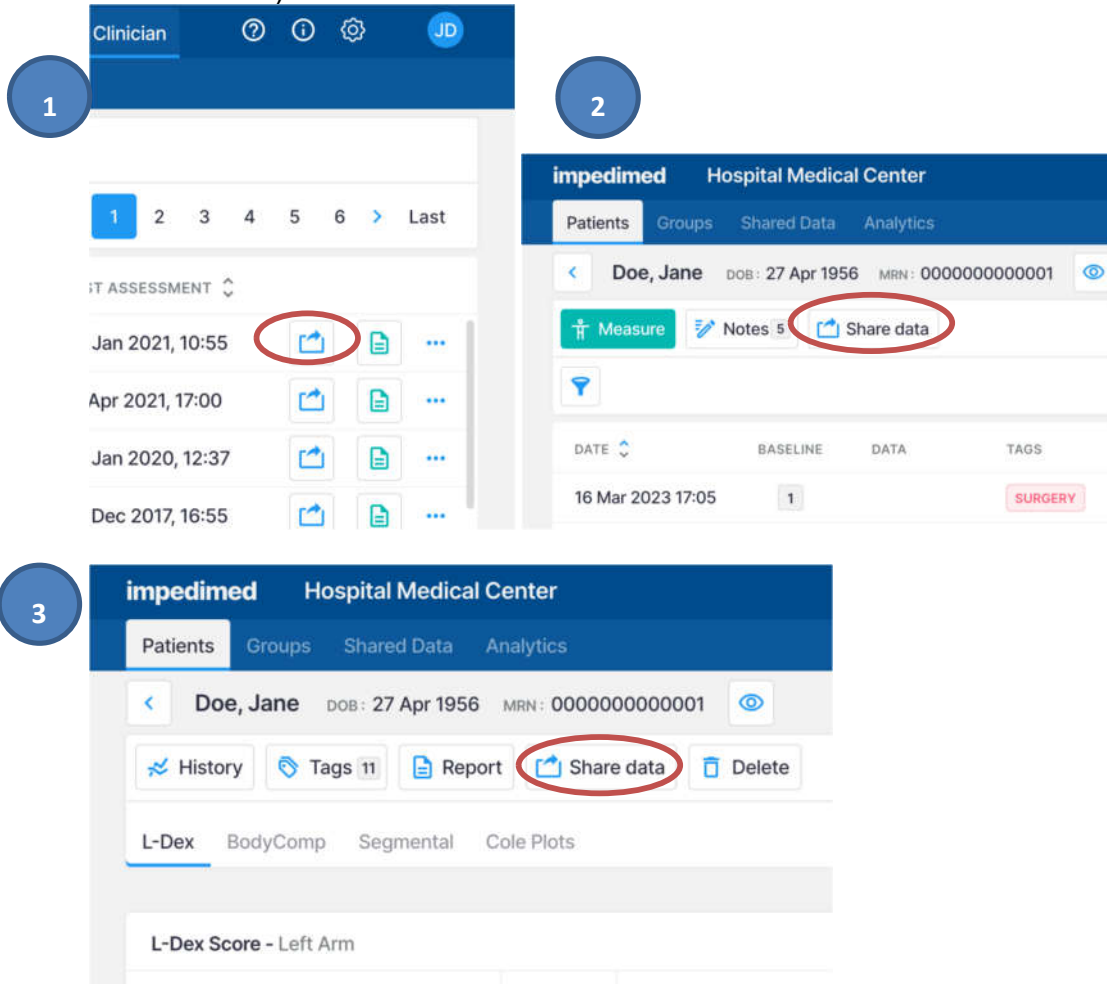 Clinician JD
1
1 2 3 4 5 6 > Last
ST ASSESSMENT
Jan 2021, 10:55
Apr 2021, 17:00
Jan 2020, 12:37
Dec 2017, 16:55
2
impedimed Hospital Medical Center
Patients Groups Shared Data Analytics
Doe, Jane DOB: 27 Apr 1956 MRN: 0000000000001
Measure Notes 5 Share data
DATE BASELINE DATA TAGS
16 Mar 2023 17:05 1 SURGERY
3
impedimed Hospital Medical Center
Patients Groups Shared Data Analytics
Doe, Jane DOB: 27 Apr 1956 MRN: 0000000000001
History Tags 11 Report Share data Delete
L-Dex BodyComp Segmental Cole Plots
L-Dex Score - Left Arm